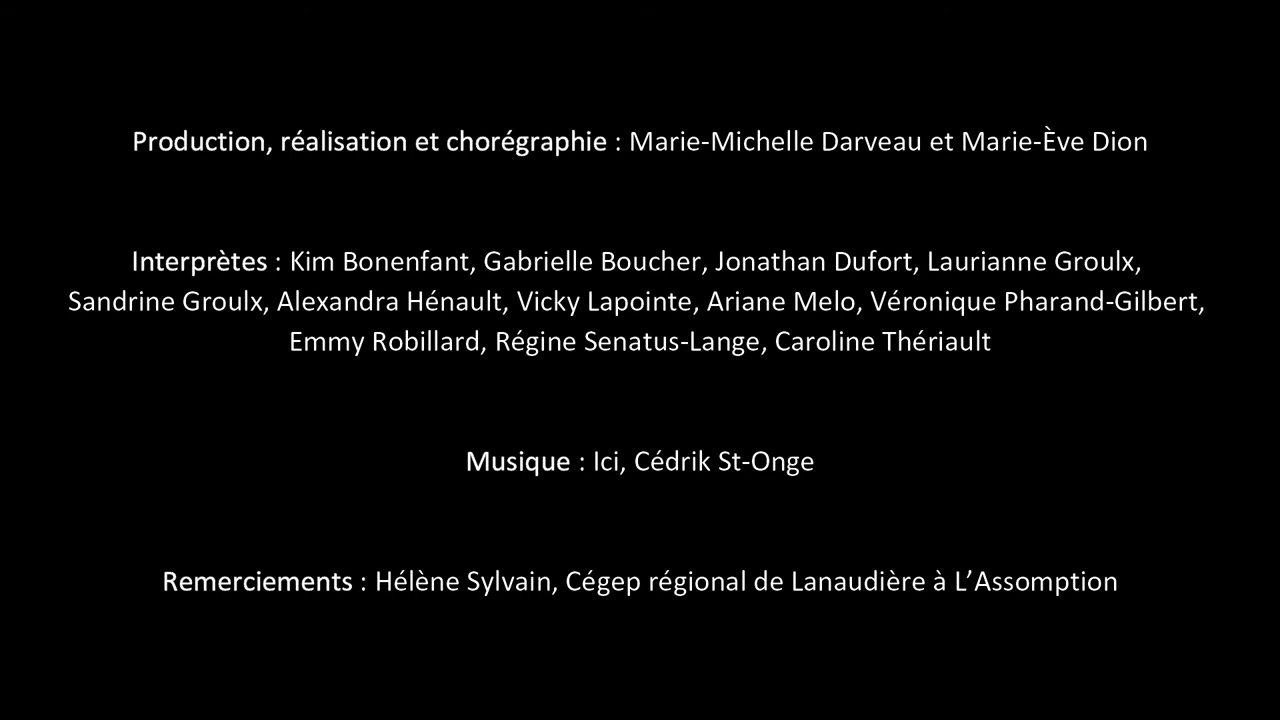 Production, réalisation et chorégraphie : Marie-Michelle Darveau et Marie-Ève Dion
Interprètes : Kim Bonenfant, Gabrielle Boucher, Jonathan Dufort, Laurianne Groulx,
Sandrine Groulx, Alexandra Hénault, Vicky Lapointe, Ariane Melo, Véronique Pharand-Gilbert,
Emmy Robillard, Régine Senatus-Lange, Caroline Thériault
Musique : Ici, Cédrik St-Onge
Remerciements : Hélène Sylvain, Cégep régional de Lanaudière à L’Assomption